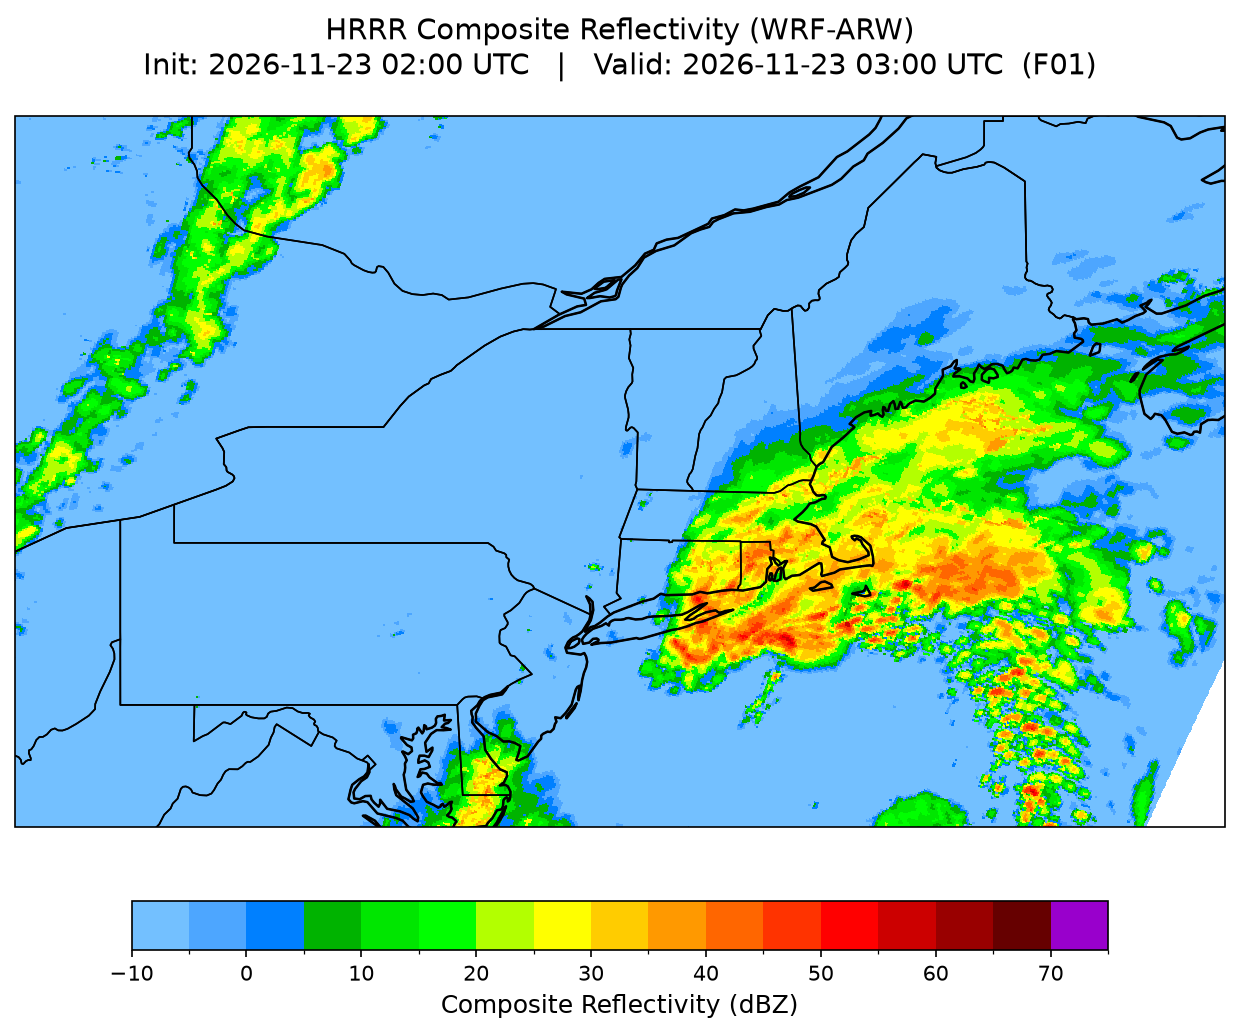 HRRR Composite Reflectivity (WRF-ARW)
Init: 2026-11-23 02:00 UTC   |   Valid: 2026-11-23 03:00 UTC  (F01)
−10 0 10 20 30 40 50 60 70
Composite Reflectivity (dBZ)